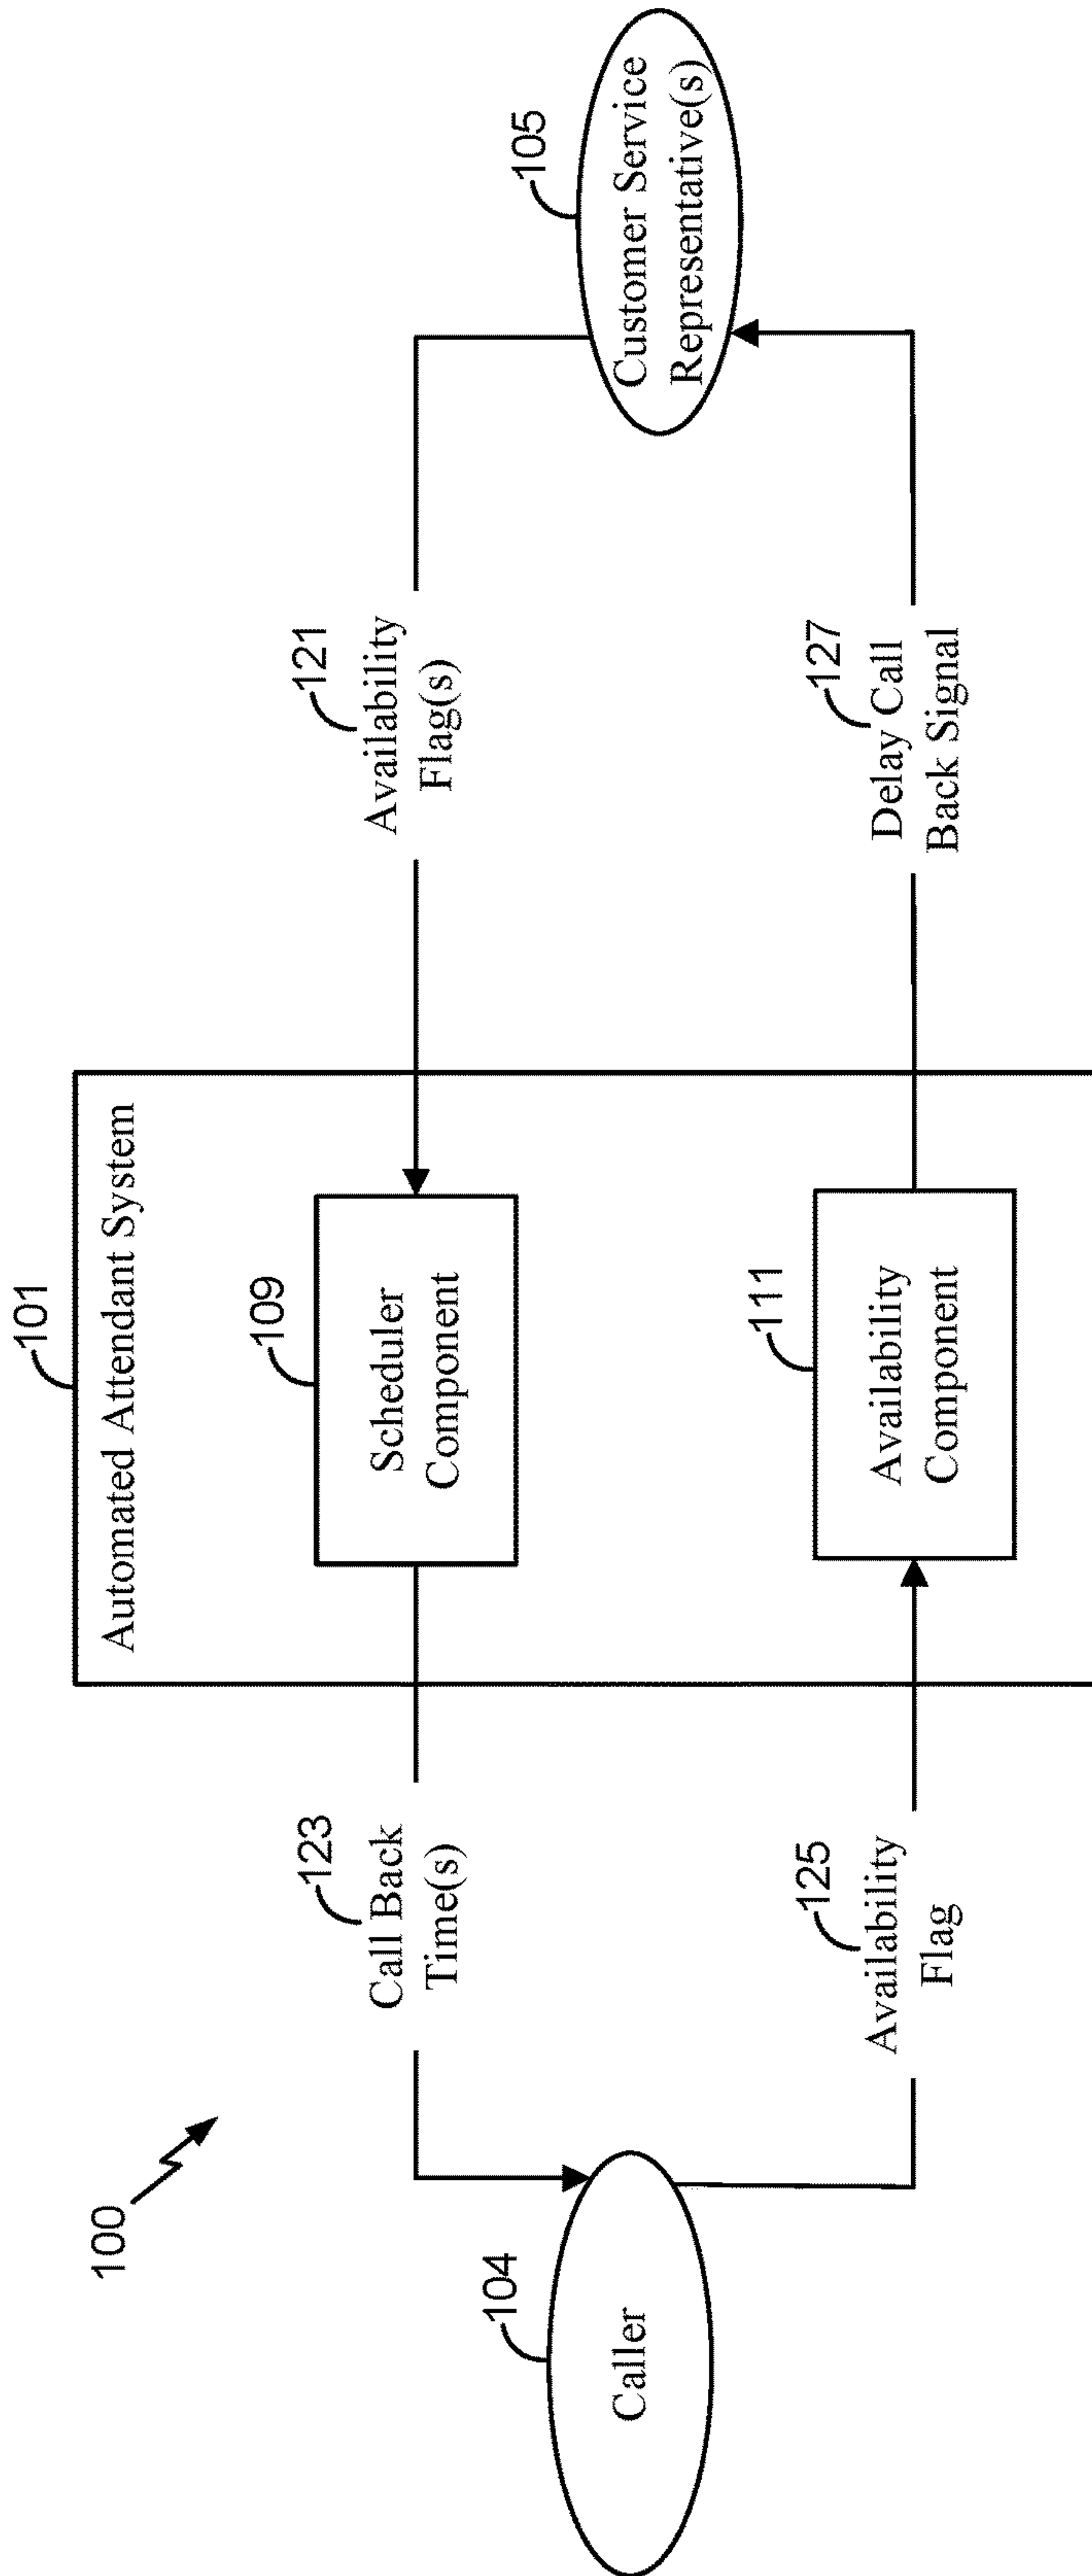 100
101
Automated Attendant System
104
Caller
123
Call Back
Time(s)
109
Scheduler
Component
121
Availability
Flag(s)
105
Customer Service
Representative(s)
125
Availability
Flag
111
Availability
Component
127
Delay Call
Back Signal